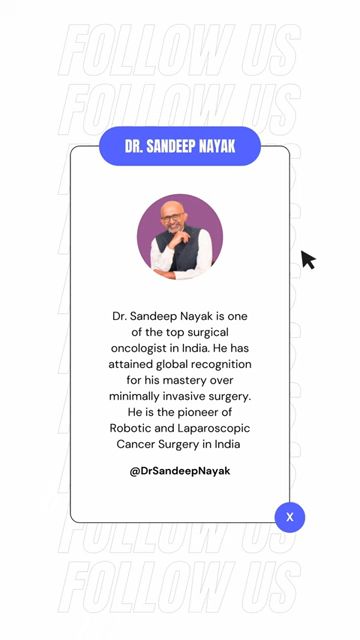 FOLLOW US
FOLLOW US
FOLLOW US
DR. SANDEEP NAYAK
Dr. Sandeep Nayak is one
of the top surgical
oncologist in India. He has
attained global recognition
for his mastery over
minimally invasive surgery.
He is the pioneer of
Robotic and Laparoscopic
Cancer Surgery in India
@DrSandeepNayak
X
FOLLOW US
FOLLOW US